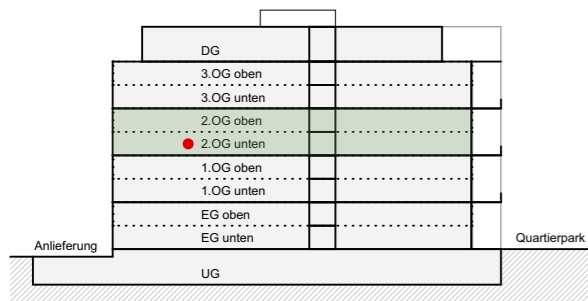 DG
3.OG oben
3.OG unten
2.OG oben
2.OG unten
1.OG oben
1.OG unten
EG oben
EG unten
Anlieferung
Quartierpark
UG